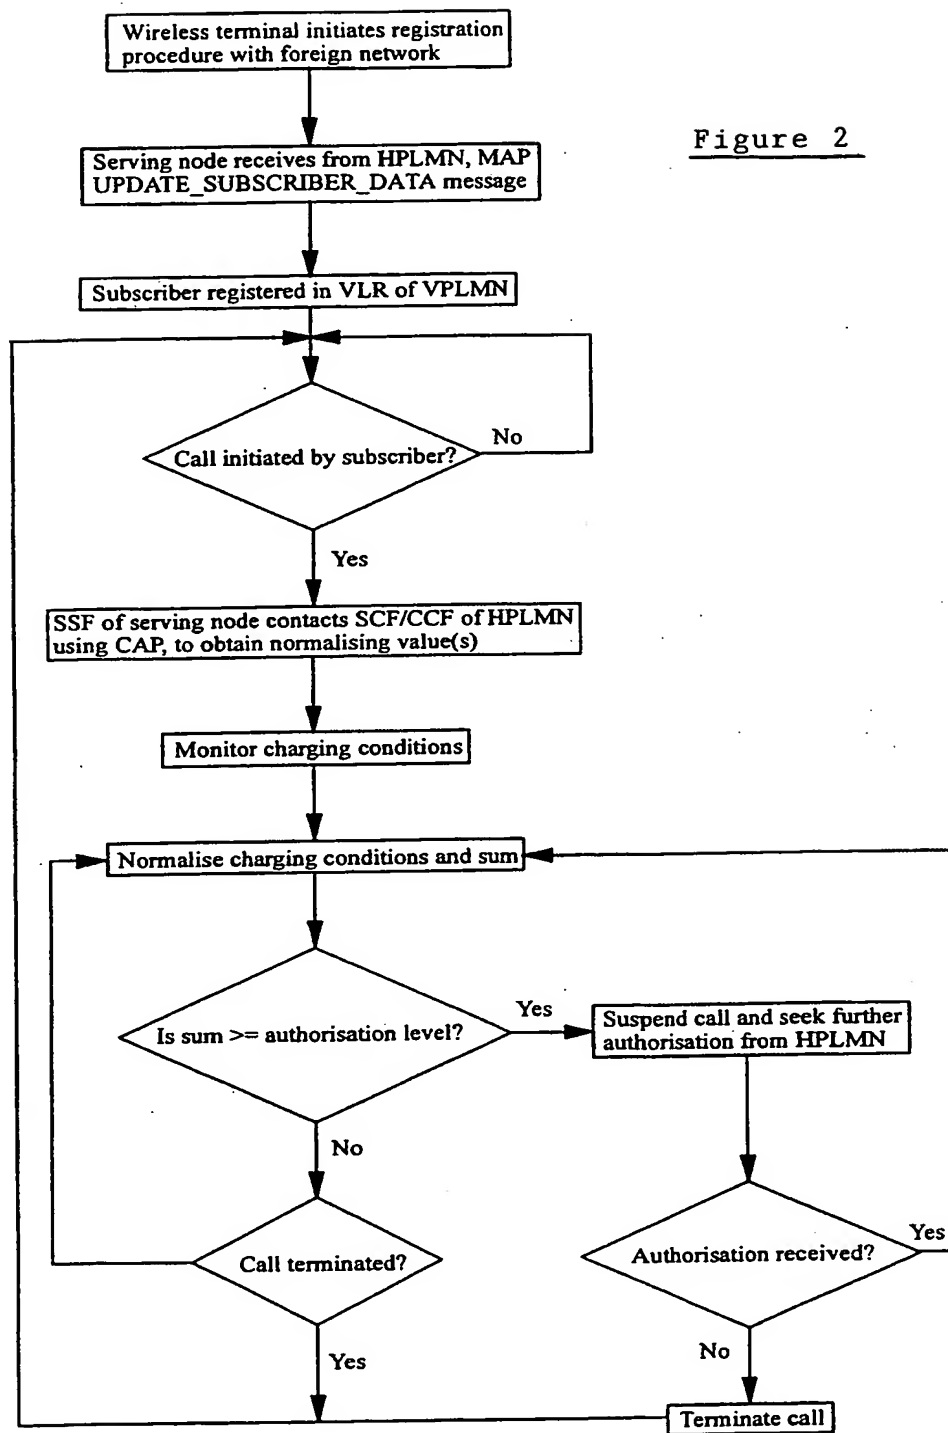 Wireless terminal initiates registration
procedure with foreign network
Figure 2
Serving node receives from HPLMN, MAP
UPDATE_SUBSCRIBER_DATA message
Subscriber registered in VLR of VPLMN
No
Call initiated by subscriber?
Yes
SSF of serving node contacts SCF/CCF of HPLMN
using CAP, to obtain normalising value(s)
Monitor charging conditions
Normalise charging conditions and sum
Is sum >= authorisation level?
Yes
Suspend call and seek further
authorisation from HPLMN
No
Call terminated?
Authorisation received?
Yes
Yes
No
Terminate call